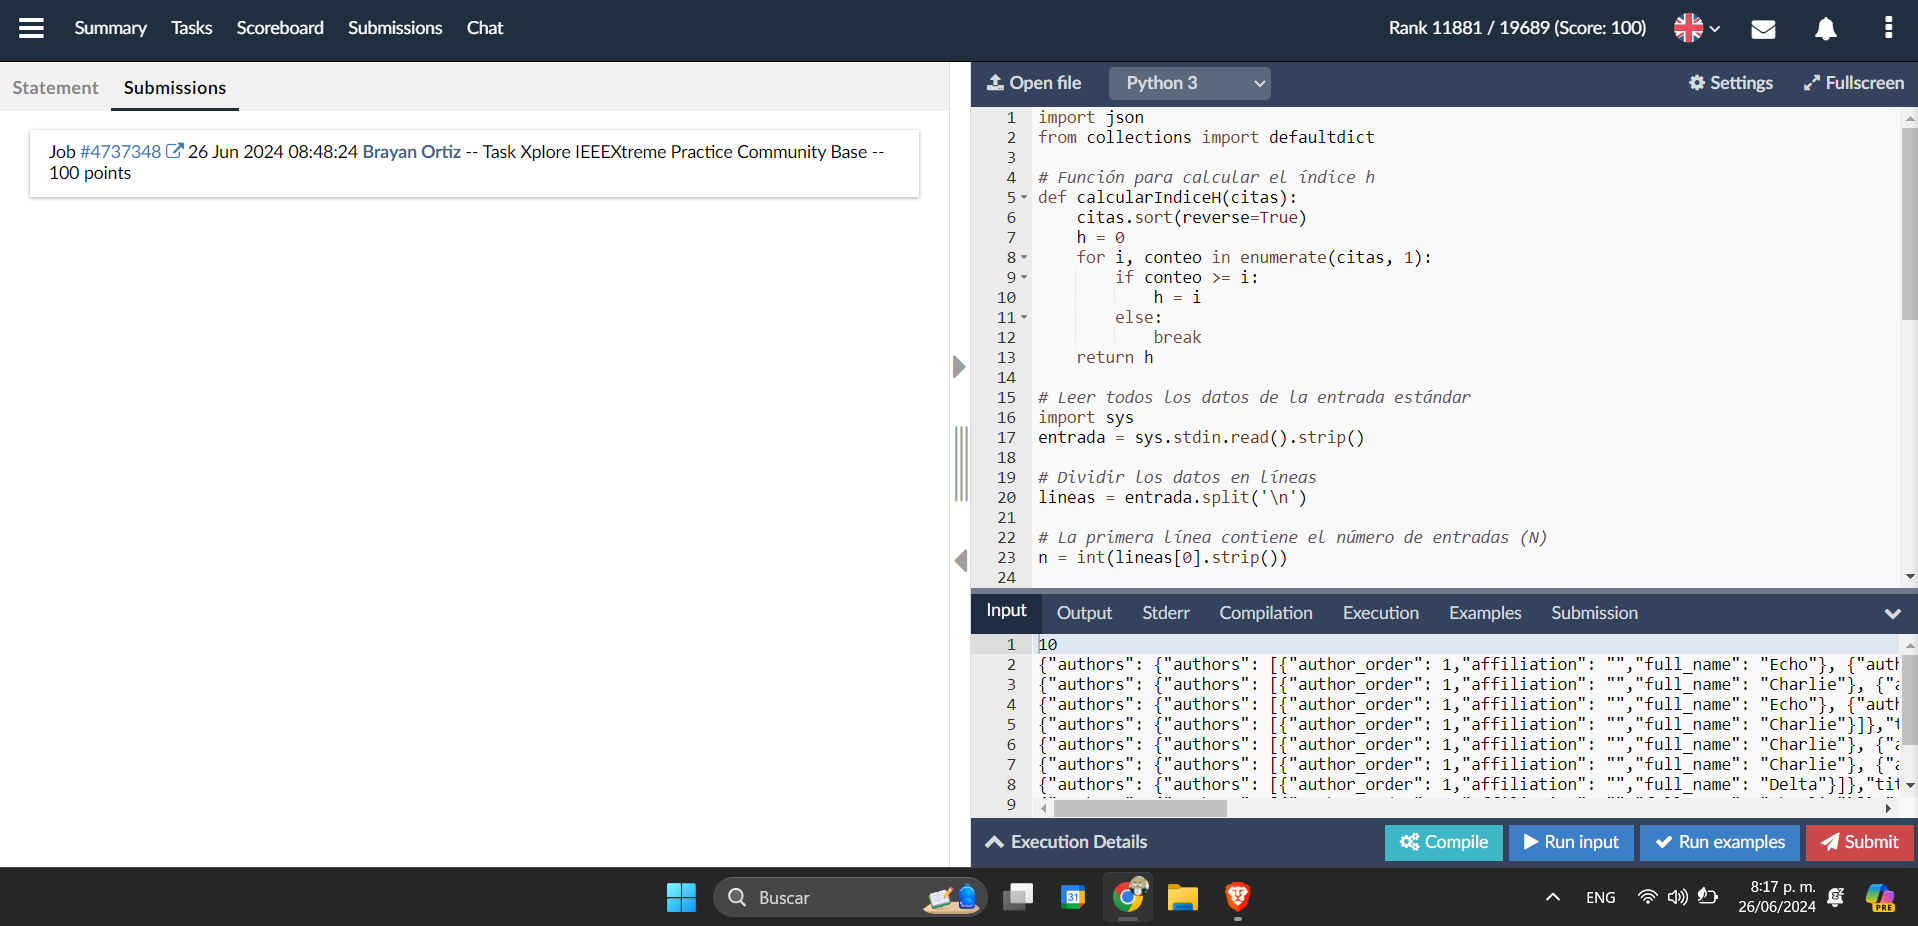 Summary Tasks Scoreboard Submissions Chat Rank 11881 / 19689 (Score: 100)
Statement Submissions
Job #4737348 26 Jun 2024 08:48:24 Brayan Ortiz -- Task Xplore IEEEXtreme Practice Community Base --
100 points
Open file Python 3 Settings Fullscreen
1 import json
2 from collections import defaultdict
3
4 # Función para calcular el índice h
5 def calcularIndiceH(citas):
6 citas.sort(reverse=True)
7 h = 0
8 for i, conteo in enumerate(citas, 1):
9 if conteo >= i:
10 h = i
11 else:
12 break
13 return h
14
15 # Leer todos los datos de la entrada estándar
16 import sys
17 entrada = sys.stdin.read().strip()
18
19 # Dividir los datos en líneas
20 lineas = entrada.split('\n')
21
22 # La primera línea contiene el número de entradas (N)
23 n = int(lineas[0].strip())
24
Input Output Stderr Compilation Execution Examples Submission
1 10
2 {"authors": {"authors": [{"author_order": 1,"affiliation": "","full_name": "Echo"}, {"auth
3 {"authors": {"authors": [{"author_order": 1,"affiliation": "","full_name": "Charlie"}, {"a
4 {"authors": {"authors": [{"author_order": 1,"affiliation": "","full_name": "Echo"}, {"auth
5 {"authors": {"authors": [{"author_order": 1,"affiliation": "","full_name": "Charlie"}]},"t
6 {"authors": {"authors": [{"author_order": 1,"affiliation": "","full_name": "Charlie"}, {"a
7 {"authors": {"authors": [{"author_order": 1,"affiliation": "","full_name": "Charlie"}, {"a
8 {"authors": {"authors": [{"author_order": 1,"affiliation": "","full_name": "Delta"}]},"tit
9
Execution Details Compile Run input Run examples Submit
Buscar 31 ENG 8:17 p. m.
26/06/2024 PRE